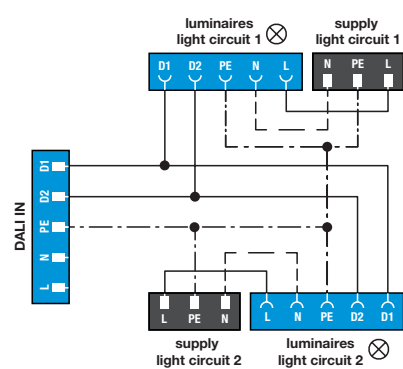 luminaires
light circuit 1
supply
light circuit 1
D1 D2 PE N L
N PE L
DALI IN
D1
D2
PE
N
L
L PE N
L N PE D2 D1
supply
light circuit 2
luminaires
light circuit 2